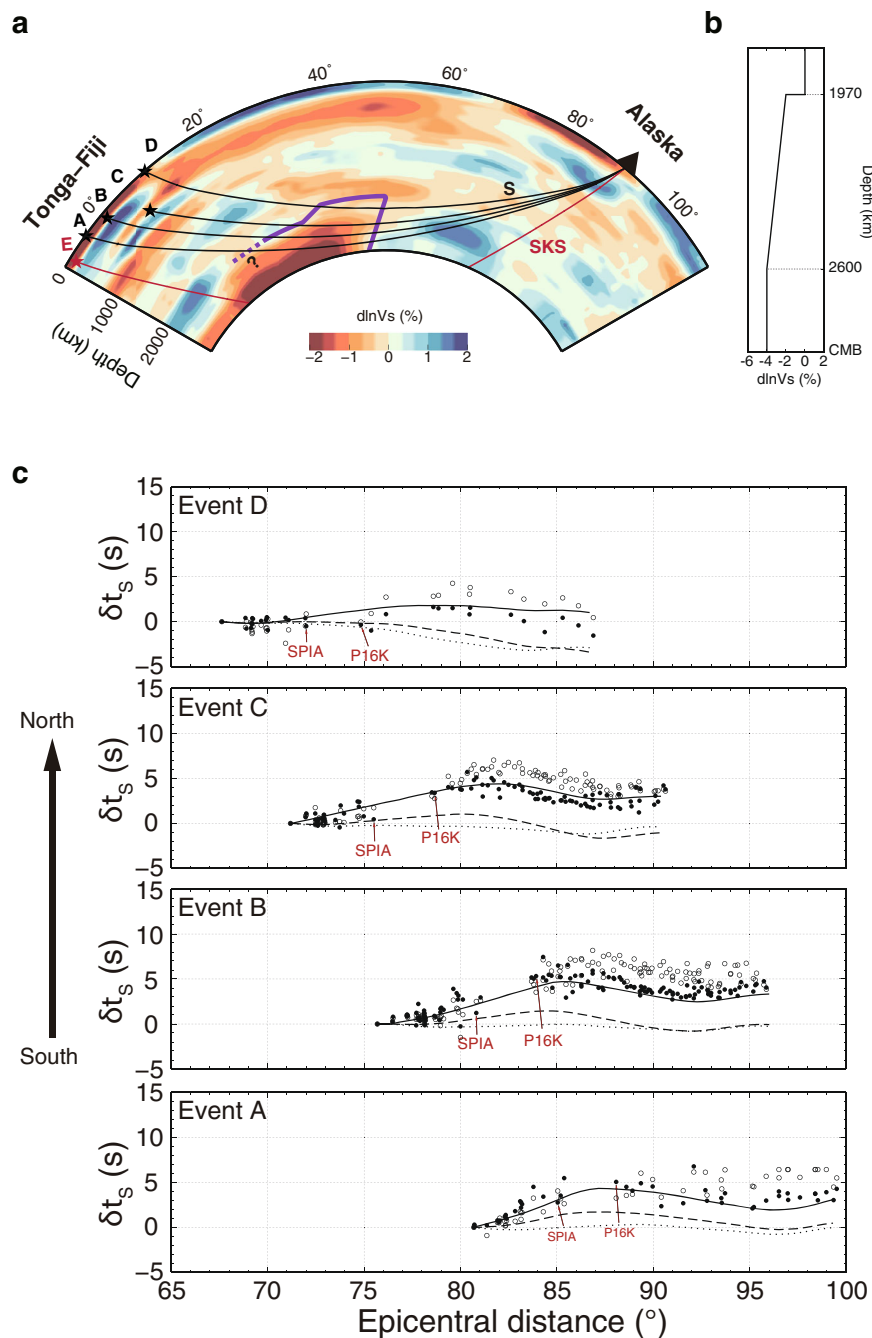 a
b
20°
40°
60°
80°
100°
0°
Tonga–Fiji
Alaska
D
C
B
A
E
S
SKS
?
0
1000
2000
Depth (km)
dlnVs (%)
−2 −1 0 1 2
1970
2600
CMB
Depth (km)
-6 -4 -2 0 2
dlnVs (%)
c
Event D
15
10
5
0
−5
δtS (s)
SPIA
P16K
Event C
15
10
5
0
−5
δtS (s)
SPIA
P16K
North
South
Event B
15
10
5
0
−5
δtS (s)
SPIA
P16K
Event A
15
10
5
0
−5
δtS (s)
SPIA
P16K
65 70 75 80 85 90 95 100
Epicentral distance (°)